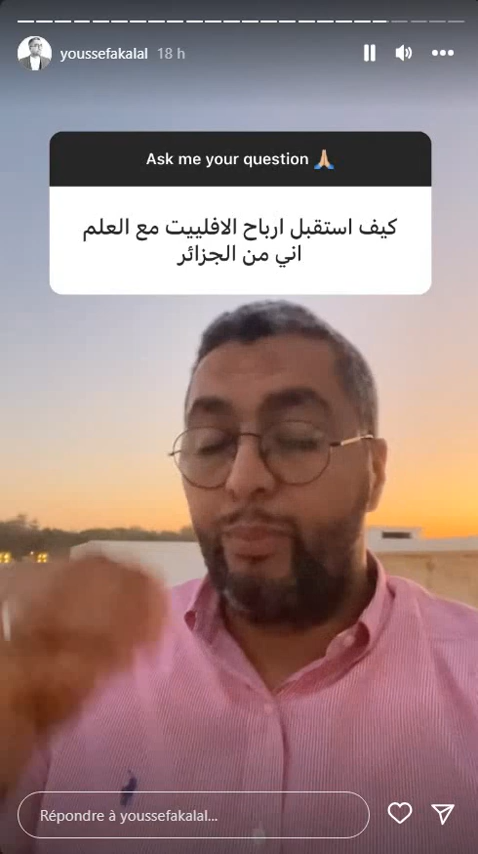 youssefakalal 18 h
Ask me your question 🙏🏼
كيف استقبل ارباح الافلييت مع العلم
اني من الجزائر
Répondre à youssefakalal...